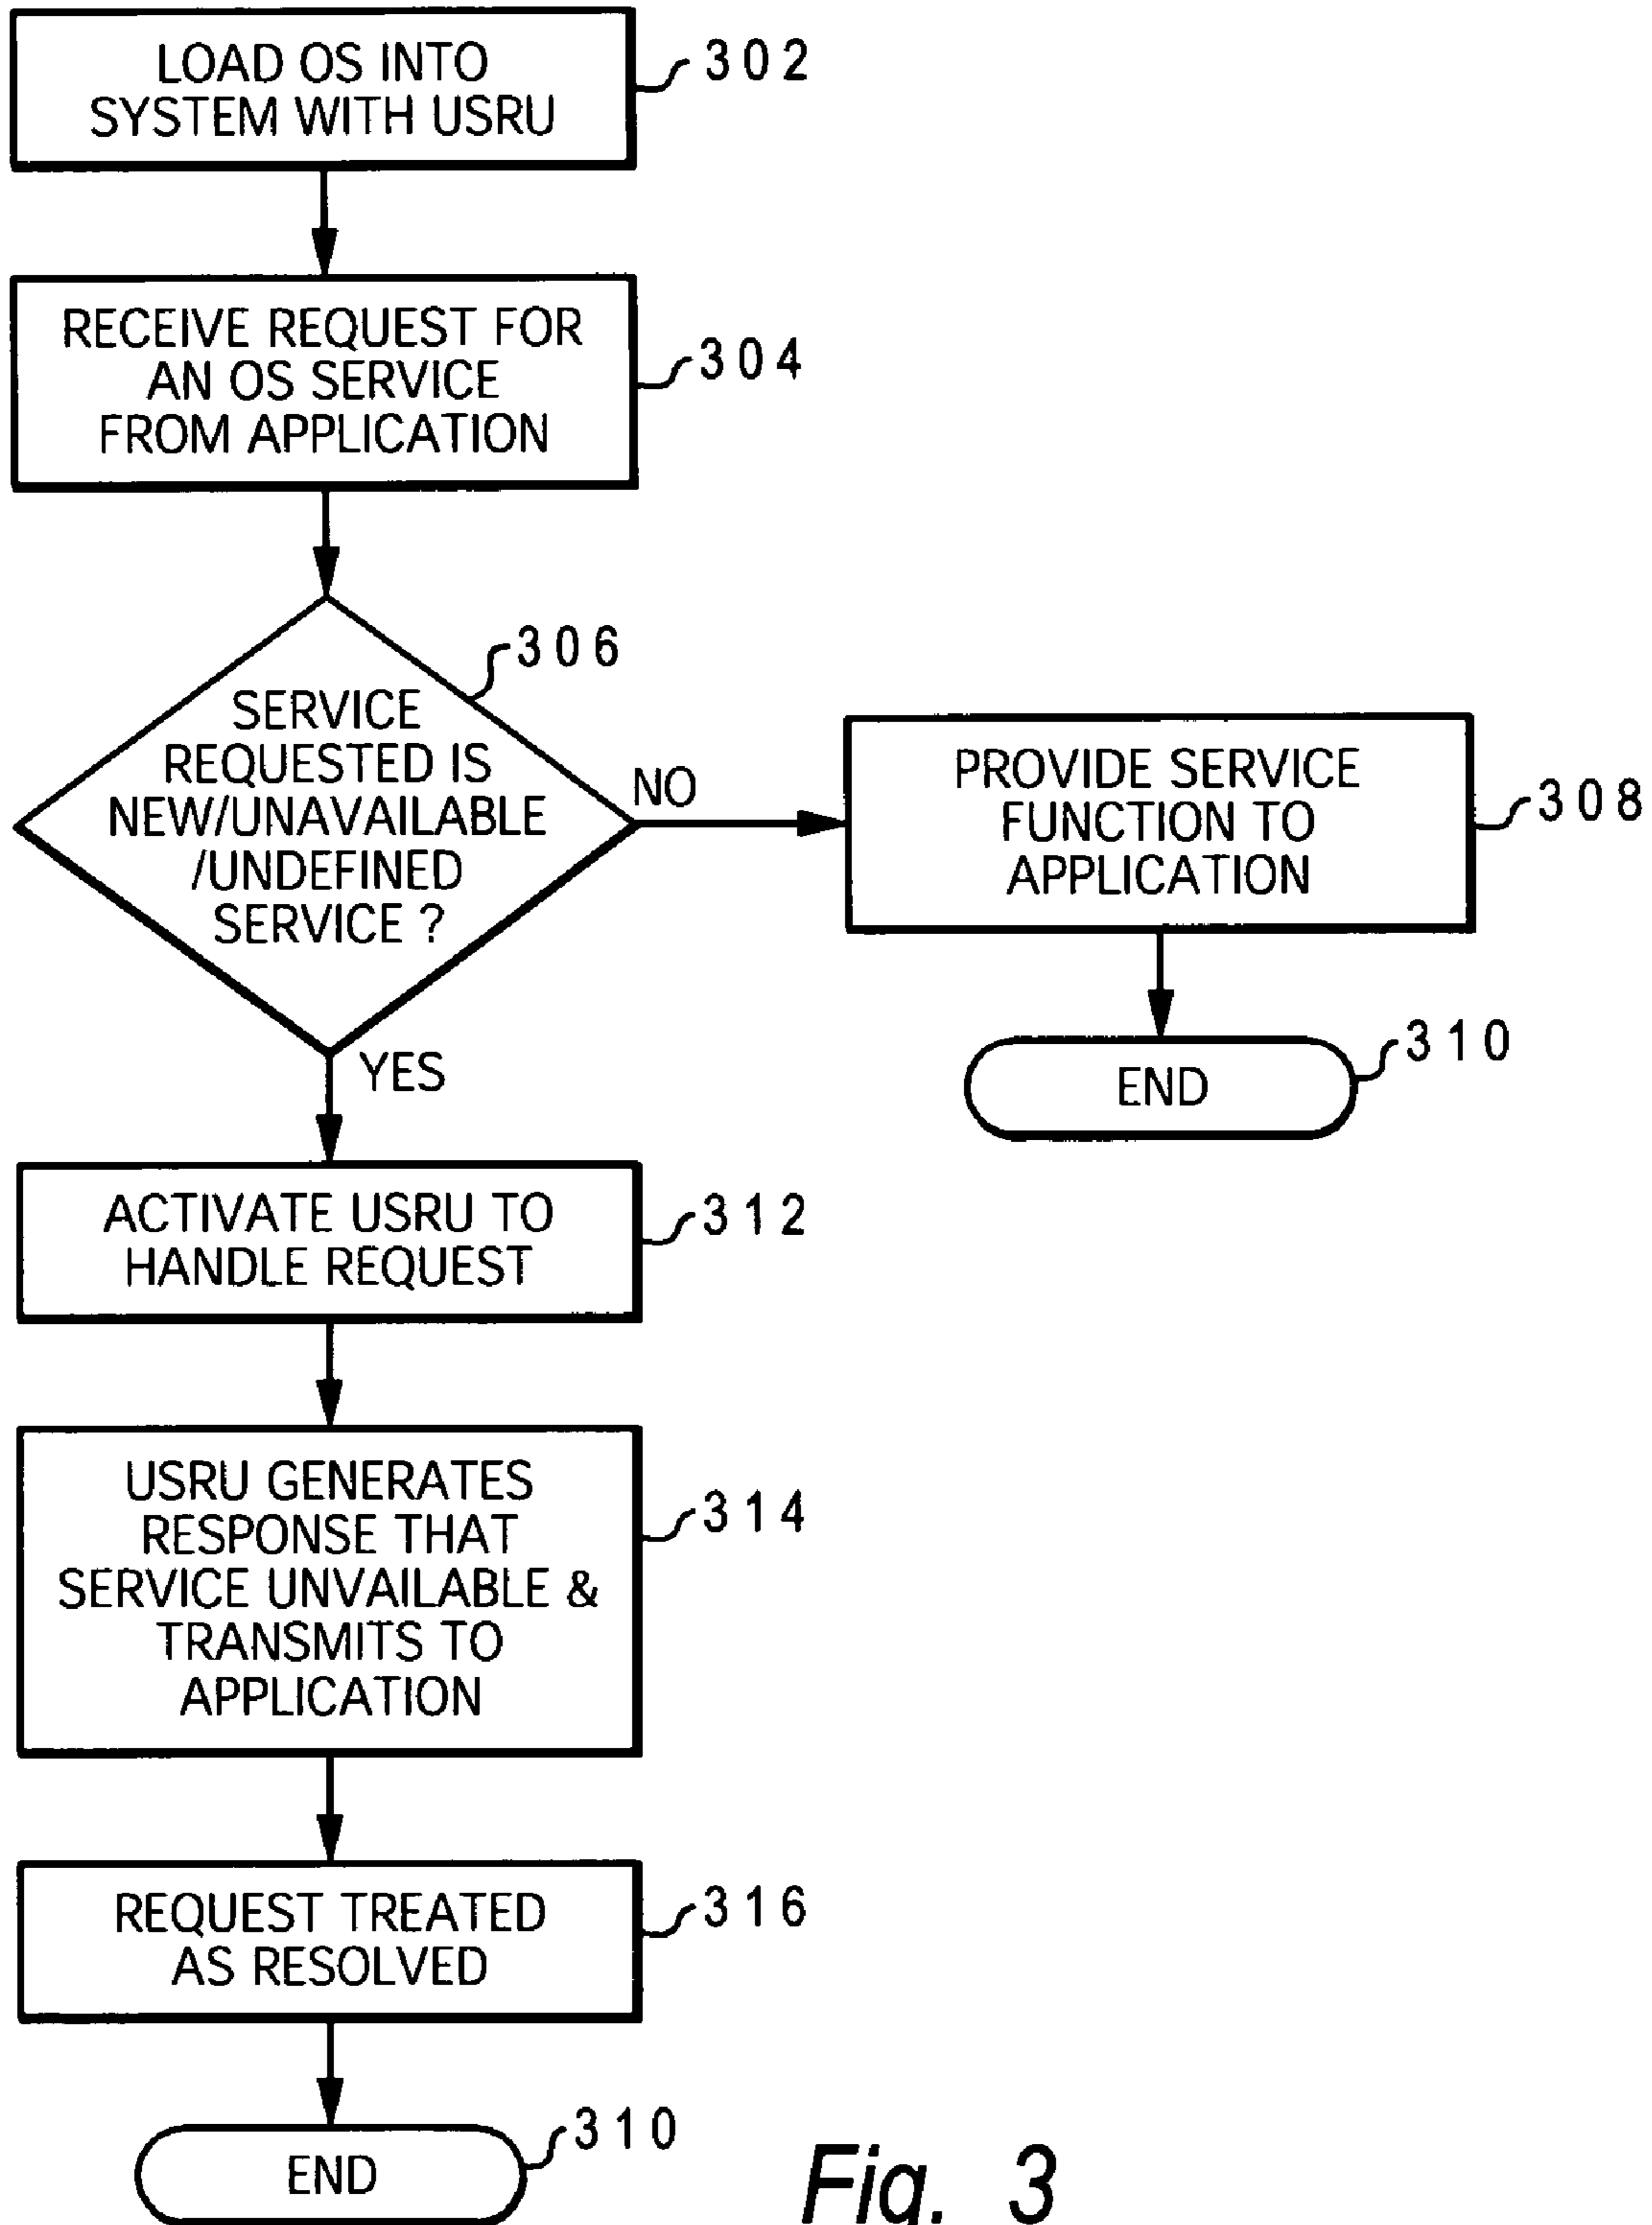 LOAD OS INTO
SYSTEM WITH USRU
302
RECEIVE REQUEST FOR
AN OS SERVICE
FROM APPLICATION
304
306
SERVICE
REQUESTED IS
NEW/UNAVAILABLE
/UNDEFINED
SERVICE ?
NO
PROVIDE SERVICE
FUNCTION TO
APPLICATION
308
END
310
YES
ACTIVATE USRU TO
HANDLE REQUEST
312
USRU GENERATES
RESPONSE THAT
SERVICE UNVAILABLE &
TRANSMITS TO
APPLICATION
314
REQUEST TREATED
AS RESOLVED
316
END
310
Fig. 3